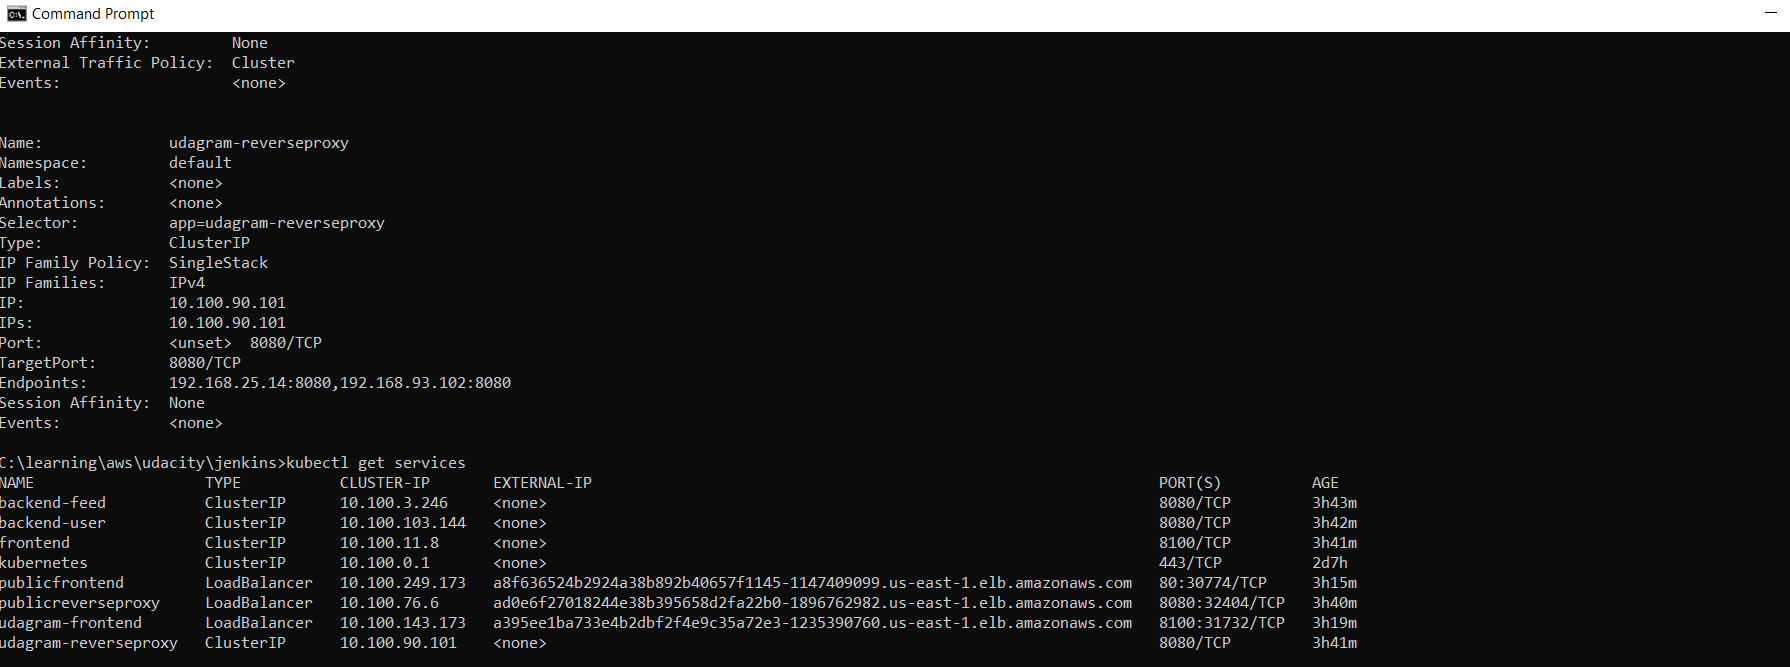 Command Prompt
Session Affinity: None
External Traffic Policy: Cluster
Events: <none>
Name: udagram-reverseproxy
Namespace: default
Labels: <none>
Annotations: <none>
Selector: app=udagram-reverseproxy
Type: ClusterIP
IP Family Policy: SingleStack
IP Families: IPv4
IP: 10.100.90.101
IPs: 10.100.90.101
Port: <unset> 8080/TCP
TargetPort: 8080/TCP
Endpoints: 192.168.25.14:8080,192.168.93.102:8080
Session Affinity: None
Events: <none>
C:\learning\aws\udacity\jenkins>kubectl get services
NAME TYPE CLUSTER-IP EXTERNAL-IP PORT(S) AGE
backend-feed ClusterIP 10.100.3.246 <none> 8080/TCP 3h43m
backend-user ClusterIP 10.100.103.144 <none> 8080/TCP 3h42m
frontend ClusterIP 10.100.11.8 <none> 8100/TCP 3h41m
kubernetes ClusterIP 10.100.0.1 <none> 443/TCP 2d7h
publicfrontend LoadBalancer 10.100.249.173 a8f636524b2924a38b892b40657f1145-1147409099.us-east-1.elb.amazonaws.com 80:30774/TCP 3h15m
publicreverseproxy LoadBalancer 10.100.76.6 ad0e6f27018244e38b395658d2fa22b0-1896762982.us-east-1.elb.amazonaws.com 8080:32404/TCP 3h40m
udagram-frontend LoadBalancer 10.100.143.173 a395ee1ba733e4b2dbf2f4e9c35a72e3-1235390760.us-east-1.elb.amazonaws.com 8100:31732/TCP 3h19m
udagram-reverseproxy ClusterIP 10.100.90.101 <none> 8080/TCP 3h41m